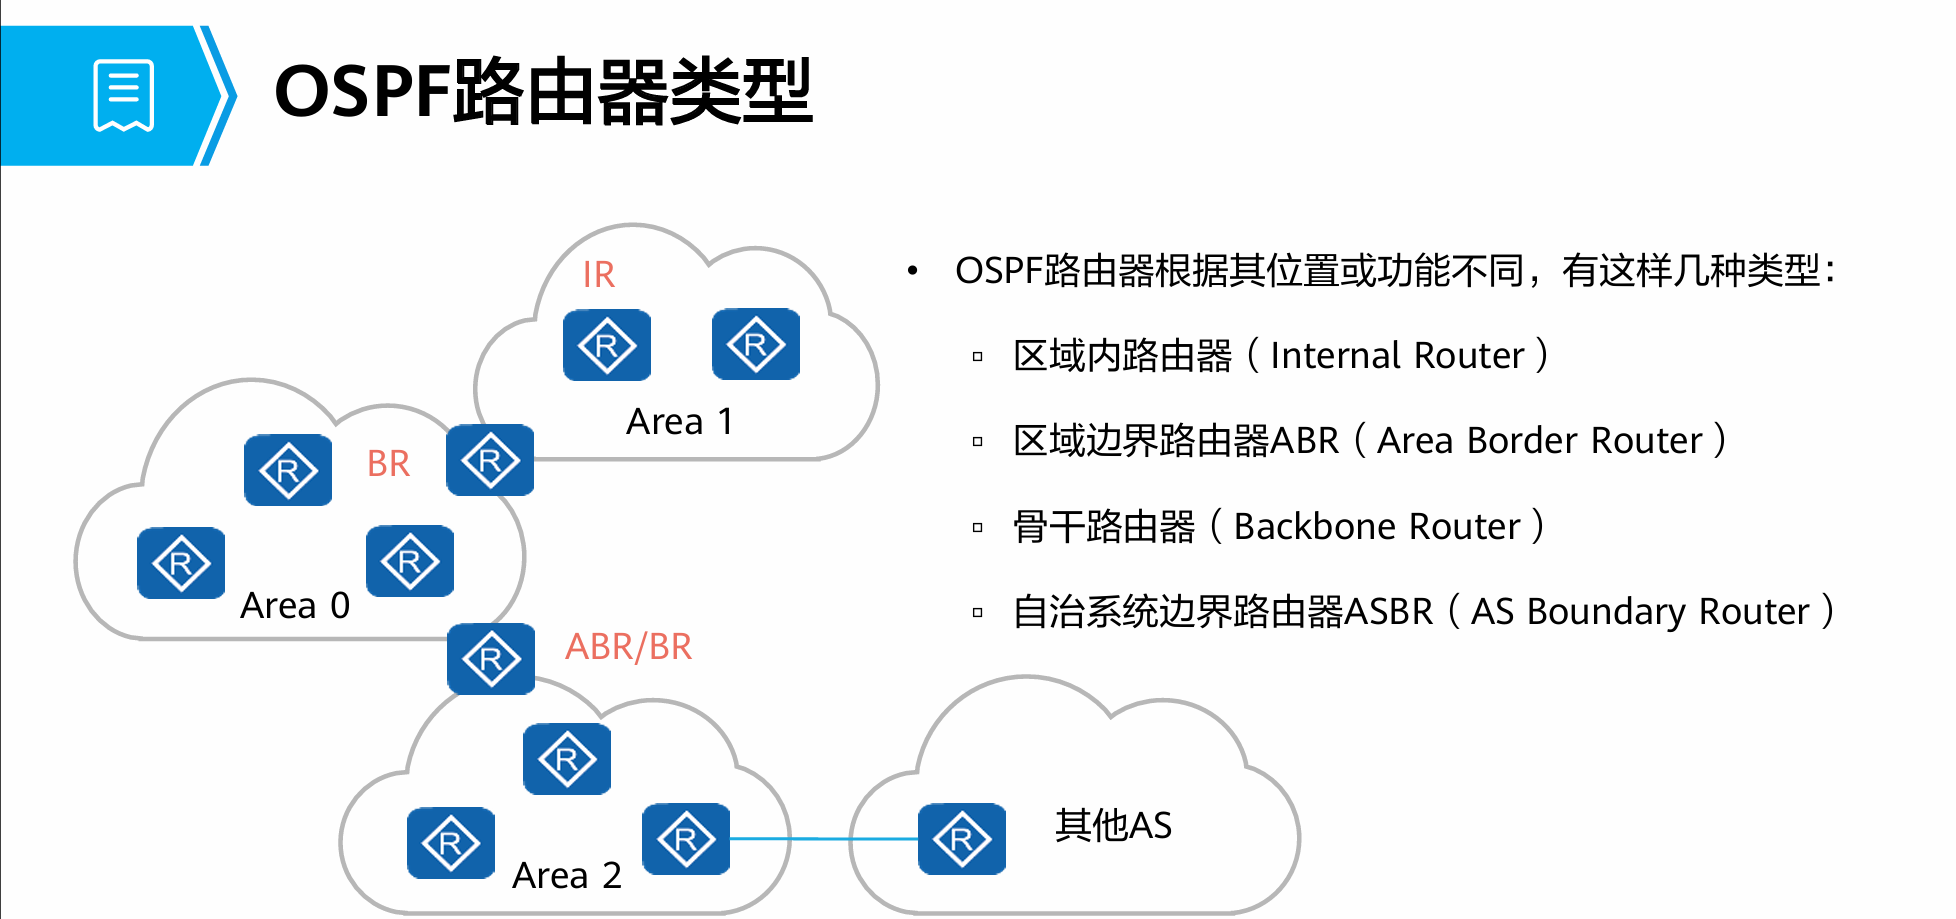 OSPF路由器类型
IR
R
R
Area 1
BR
R
R
R
R
Area 0
R
ABR/BR
R
R
R
Area 2
R
其他AS
• OSPF路由器根据其位置或功能不同，有这样几种类型：
▫ 区域内路由器（Internal Router）
▫ 区域边界路由器ABR（Area Border Router）
▫ 骨干路由器（Backbone Router）
▫ 自治系统边界路由器ASBR（AS Boundary Router）